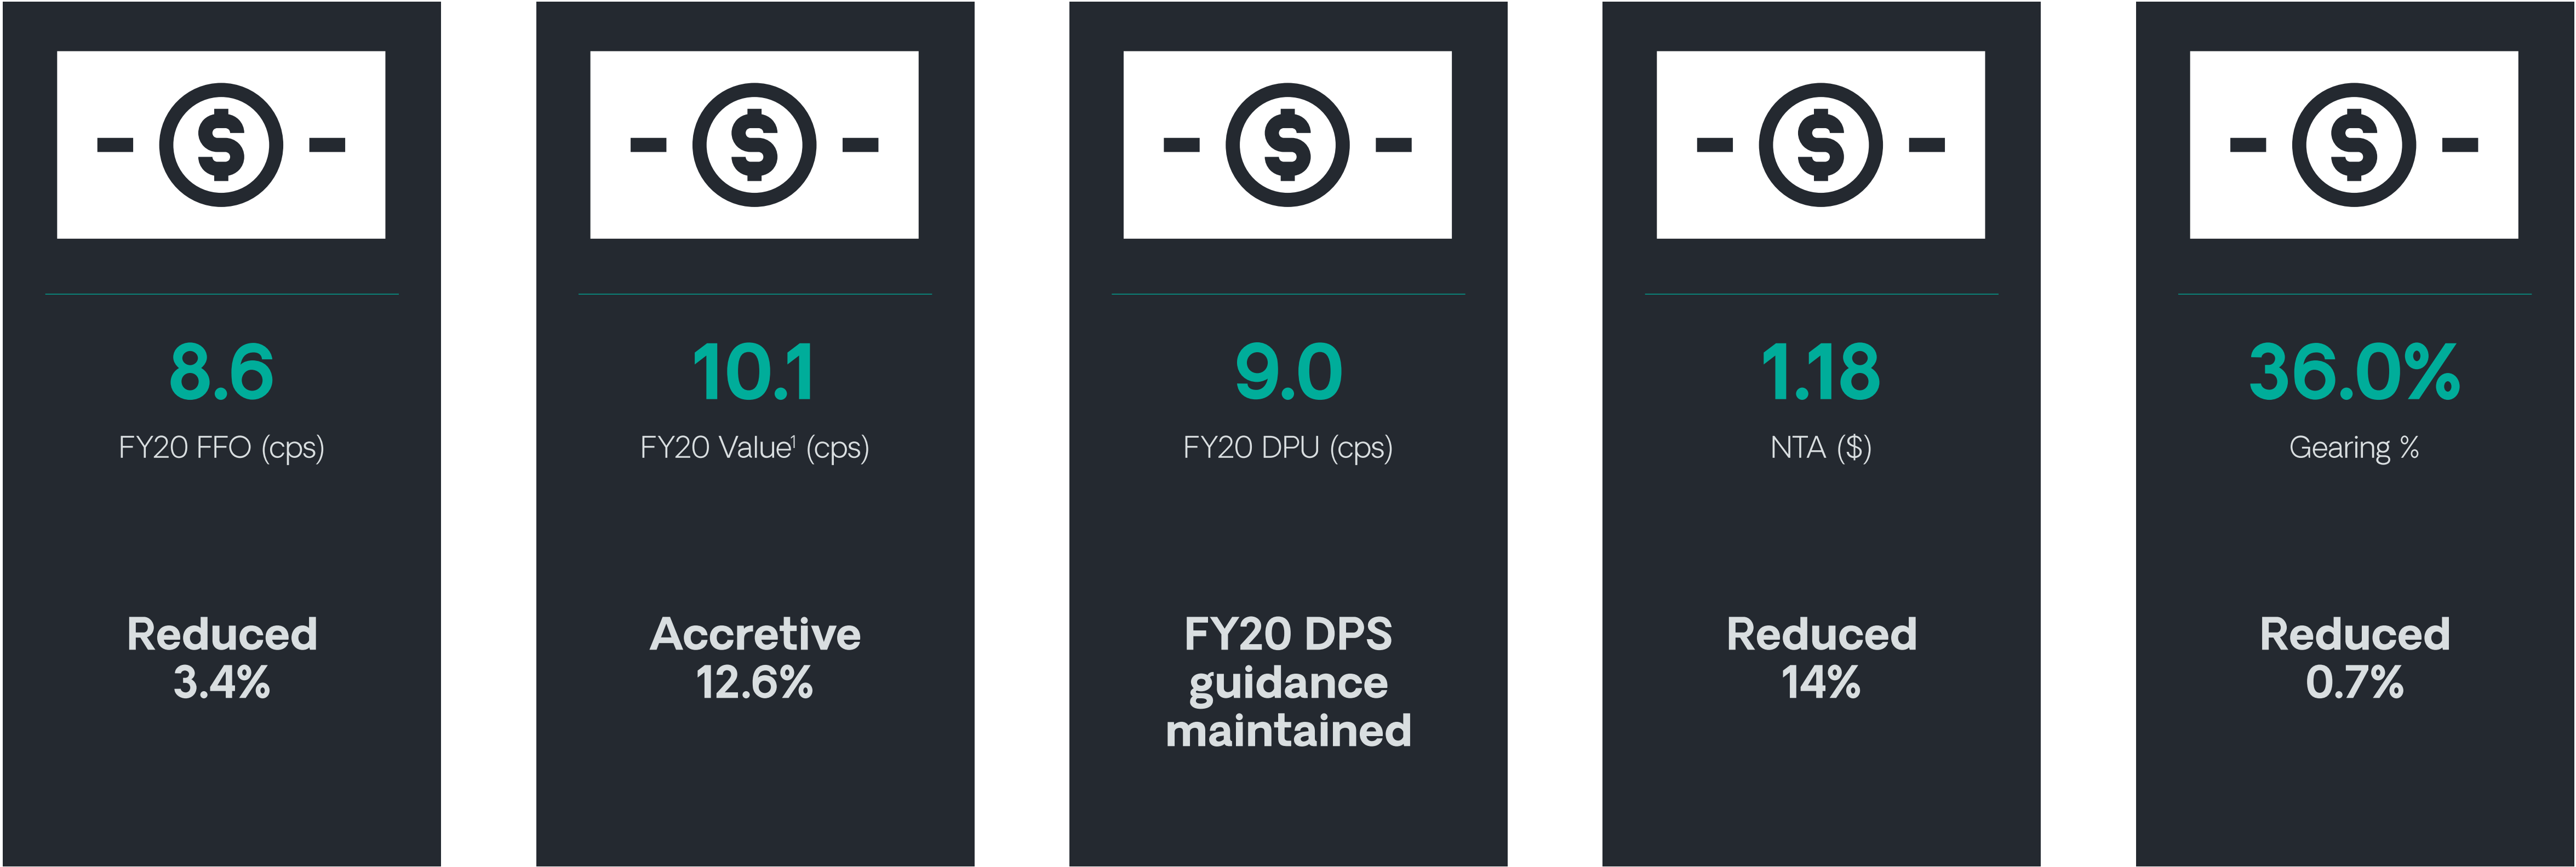 $
8.6
FY20 FFO (cps)
Reduced
3.4%
$
10.1
FY20 Value¹ (cps)
Accretive
12.6%
$
9.0
FY20 DPU (cps)
FY20 DPS
guidance
maintained
$
1.18
NTA ($)
Reduced
14%
$
36.0%
Gearing %
Reduced
0.7%